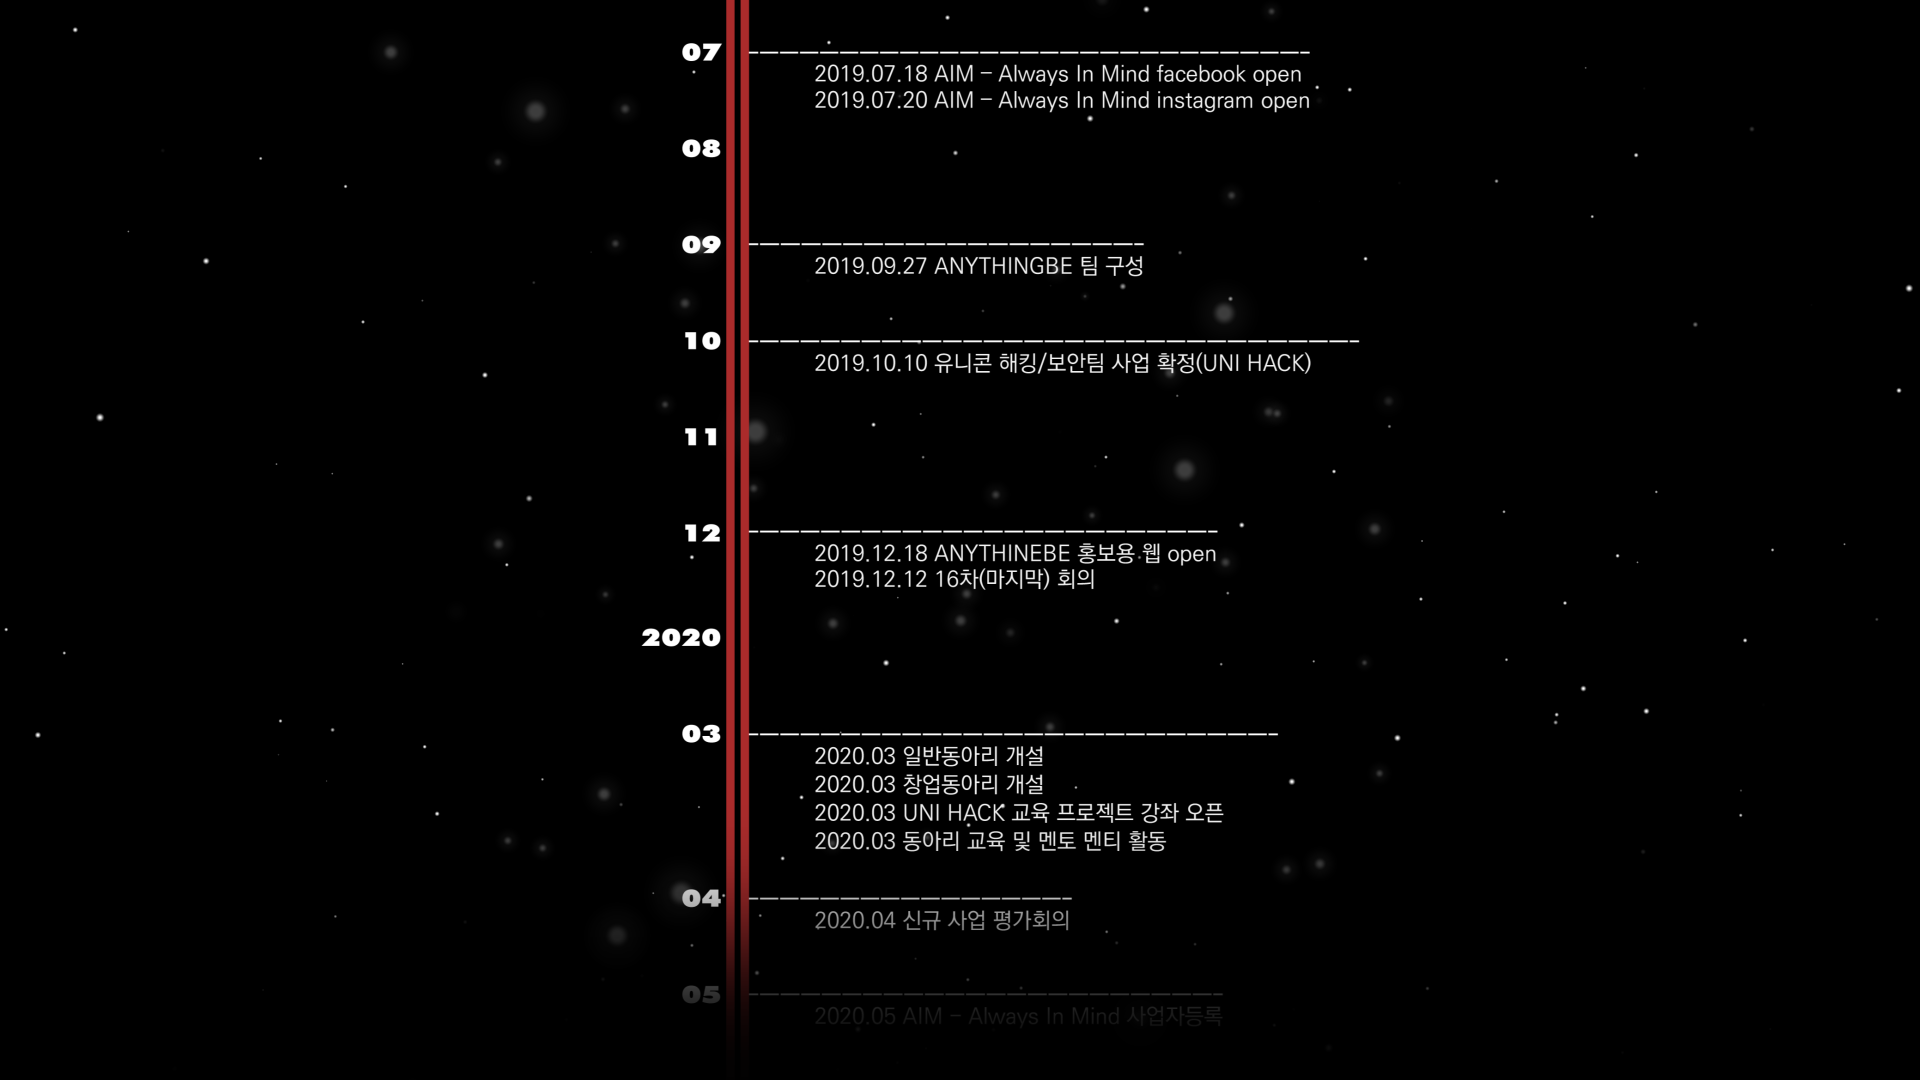 07
2019.07.18 AIM – Always In Mind facebook open
2019.07.20 AIM – Always In Mind instagram open
08
09
2019.09.27 ANYTHINGBE 팀 구성
10
2019.10.10 유니콘 해킹/보안팀 사업 확정(UNI HACK)
11
12
2019.12.18 ANYTHINEBE 홍보용 웹 open
2019.12.12 16차(마지막) 회의
2020
03
2020.03 일반동아리 개설
2020.03 창업동아리 개설
2020.03 UNI HACK 교육 프로젝트 강좌 오픈
2020.03 동아리 교육 및 멘토 멘티 활동
04
2020.04 신규 사업 평가회의
05
2020.05 AIM – Always In Mind 사업자등록